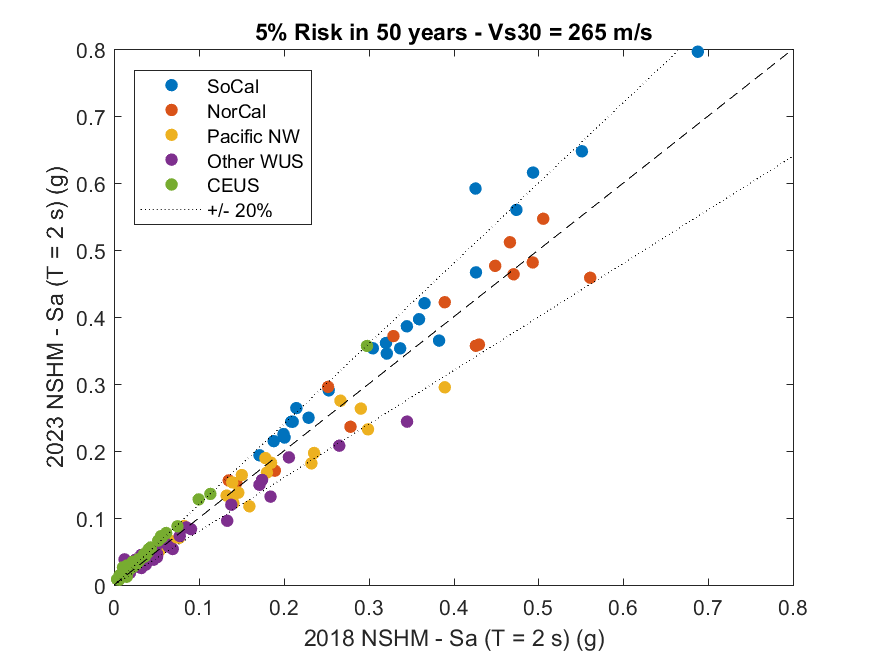 5% Risk in 50 years - Vs30 = 265 m/s
0.8
0.7
0.6
0.5
0.4
0.3
0.2
0.1
0
2023 NSHM - Sa (T = 2 s) (g)
SoCal
NorCal
Pacific NW
Other WUS
CEUS
+/- 20%
0 0.1 0.2 0.3 0.4 0.5 0.6 0.7 0.8
2018 NSHM - Sa (T = 2 s) (g)